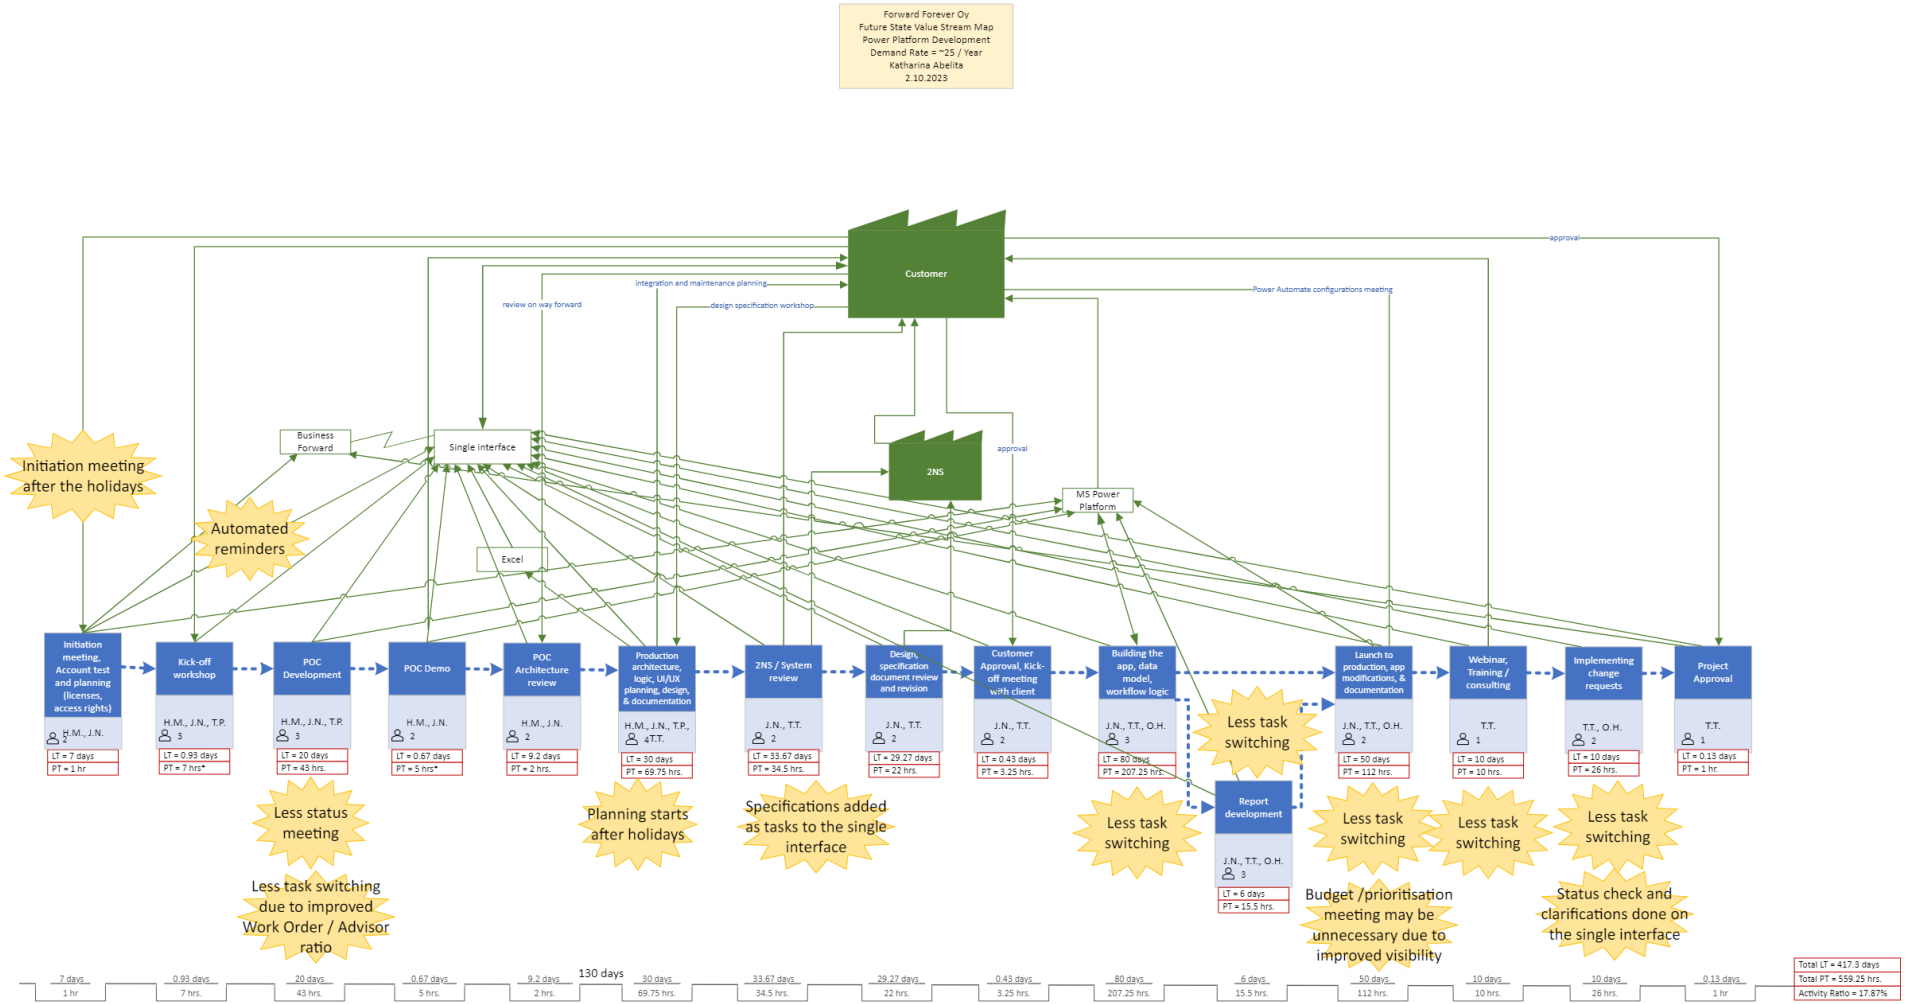 Forward Forever Oy
Future State Value Stream Map
Power Platform Development
Demand Rate = ~25 / Year
Katharina Abelita
2.10.2023
approval
Customer
integration and maintenance planning
Power Automate configurations meeting
review on way forward
design specification workshop
Business
Forward
Single interface
approval
Initiation meeting
after the holidays
2NS
MS Power
Platform
Automated
reminders
Excel
Initiation
meeting,
Account test
and planning
(licenses,
access rights)
H.M., J.N.
2
LT = 7 days
PT = 1 hr
Kick-off
workshop
H.M., J.N., T.P.
3
LT = 0.93 days
PT = 7 hrs*
POC
Development
H.M., J.N., T.P.
3
LT = 20 days
PT = 43 hrs.
POC Demo
H.M., J.N.
2
LT = 0.67 days
PT = 5 hrs*
POC
Architecture
review
H.M., J.N.
2
LT = 9.2 days
PT = 2 hrs.
Production
architecture,
logic, UI/UX
planning, design,
& documentation
H.M., J.N., T.P.,
4 T.T.
LT = 30 days
PT = 69.75 hrs.
2NS / System
review
J.N., T.T.
2
LT = 33.67 days
PT = 34.5 hrs.
Design,
specification
document review
and revision
J.N., T.T.
2
LT = 29.27 days
PT = 22 hrs.
Customer
Approval, Kick-
off meeting
with client
J.N., T.T.
2
LT = 0.43 days
PT = 3.25 hrs.
Building the
app, data
model,
workflow logic
J.N., T.T., O.H.
3
LT = 80 days
PT = 207.25 hrs.
Launch to
production, app
modifications, &
documentation
J.N., T.T., O.H.
2
LT = 50 days
PT = 112 hrs.
Webinar,
Training /
consulting
T.T.
1
LT = 10 days
PT = 10 hrs.
Implementing
change
requests
T.T., O.H.
2
LT = 10 days
PT = 26 hrs.
Project
Approval
T.T.
1
LT = 0.13 days
PT = 1 hr.
Less task
switching
Report
development
J.N., T.T., O.H.
3
LT = 6 days
PT = 15.5 hrs.
Less status
meeting
Planning starts
after holidays
Specifications added
as tasks to the single
interface
Less task
switching
Less task
switching
Less task
switching
Less task
switching
Less task switching
due to improved
Work Order / Advisor
ratio
Budget /prioritisation
meeting may be
unnecessary due to
improved visibility
Status check and
clarifications done on
the single interface
130 days
7 days
1 hr
0.93 days
7 hrs.
20 days
43 hrs.
0.67 days
5 hrs.
9.2 days
2 hrs.
30 days
69.75 hrs.
33.67 days
34.5 hrs.
29.27 days
22 hrs.
0.43 days
3.25 hrs.
80 days
207.25 hrs.
6 days
15.5 hrs.
50 days
112 hrs.
10 days
10 hrs.
10 days
26 hrs.
0.13 days
1 hr
Total LT = 417.3 days
Total PT = 559.25 hrs.
Activity Ratio = 17.87%